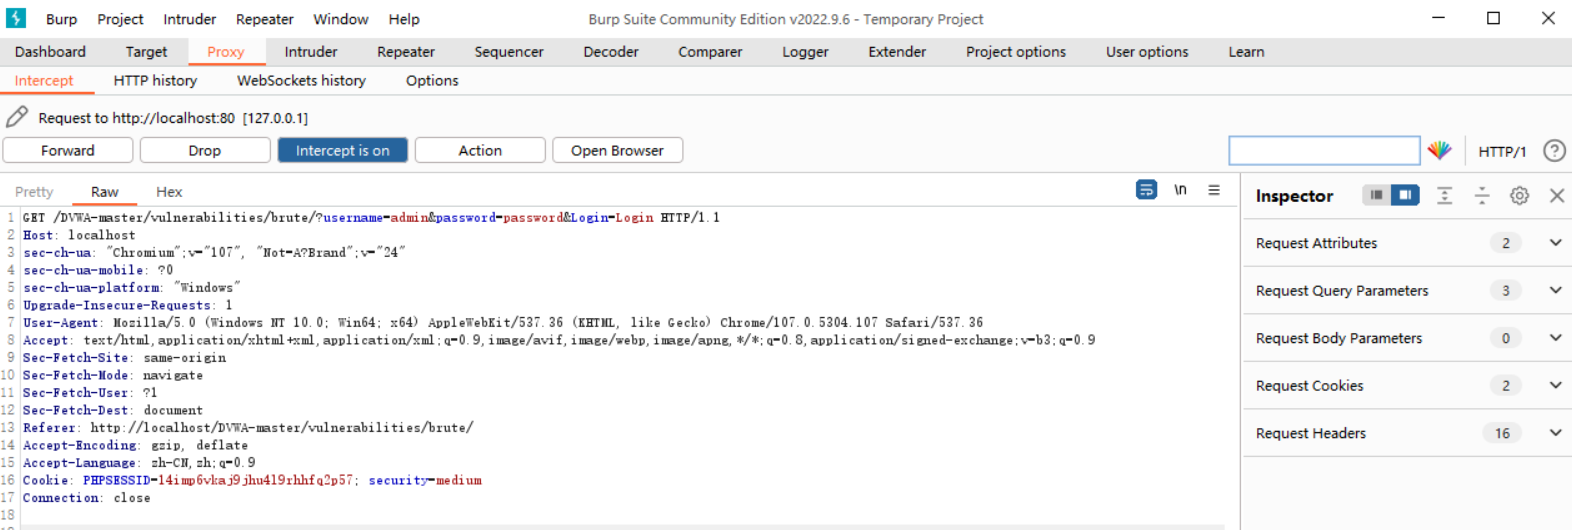 Burp Project Intruder Repeater Window Help Burp Suite Community Edition v2022.9.6 - Temporary Project
Dashboard Target Proxy Intruder Repeater Sequencer Decoder Comparer Logger Extender Project options User options Learn
Intercept HTTP history WebSockets history Options
Request to http://localhost:80 [127.0.0.1]
Forward Drop Intercept is on Action Open Browser HTTP/1 ?
Pretty Raw Hex \n Inspector
1 GET /DVWA-master/vulnerabilities/brute/?username=admin&password=password&Login=Login HTTP/1.1
2 Host: localhost
3 sec-ch-ua: "Chromium";v="107", "Not=A?Brand";v="24"
4 sec-ch-ua-mobile: ?0
5 sec-ch-ua-platform: "Windows"
6 Upgrade-Insecure-Requests: 1
7 User-Agent: Mozilla/5.0 (Windows NT 10.0; Win64; x64) AppleWebKit/537.36 (KHTML, like Gecko) Chrome/107.0.5304.107 Safari/537.36
8 Accept: text/html,application/xhtml+xml,application/xml;q=0.9,image/avif,image/webp,image/apng,*/*;q=0.8,application/signed-exchange;v=b3;q=0.9
9 Sec-Fetch-Site: same-origin
10 Sec-Fetch-Mode: navigate
11 Sec-Fetch-User: ?1
12 Sec-Fetch-Dest: document
13 Referer: http://localhost/DVWA-master/vulnerabilities/brute/
14 Accept-Encoding: gzip, deflate
15 Accept-Language: zh-CN,zh;q=0.9
16 Cookie: PHPSESSID=14imp6vkaj9jhu419rhhfq2p57; security=medium
17 Connection: close
18
Request Attributes 2
Request Query Parameters 3
Request Body Parameters 0
Request Cookies 2
Request Headers 16